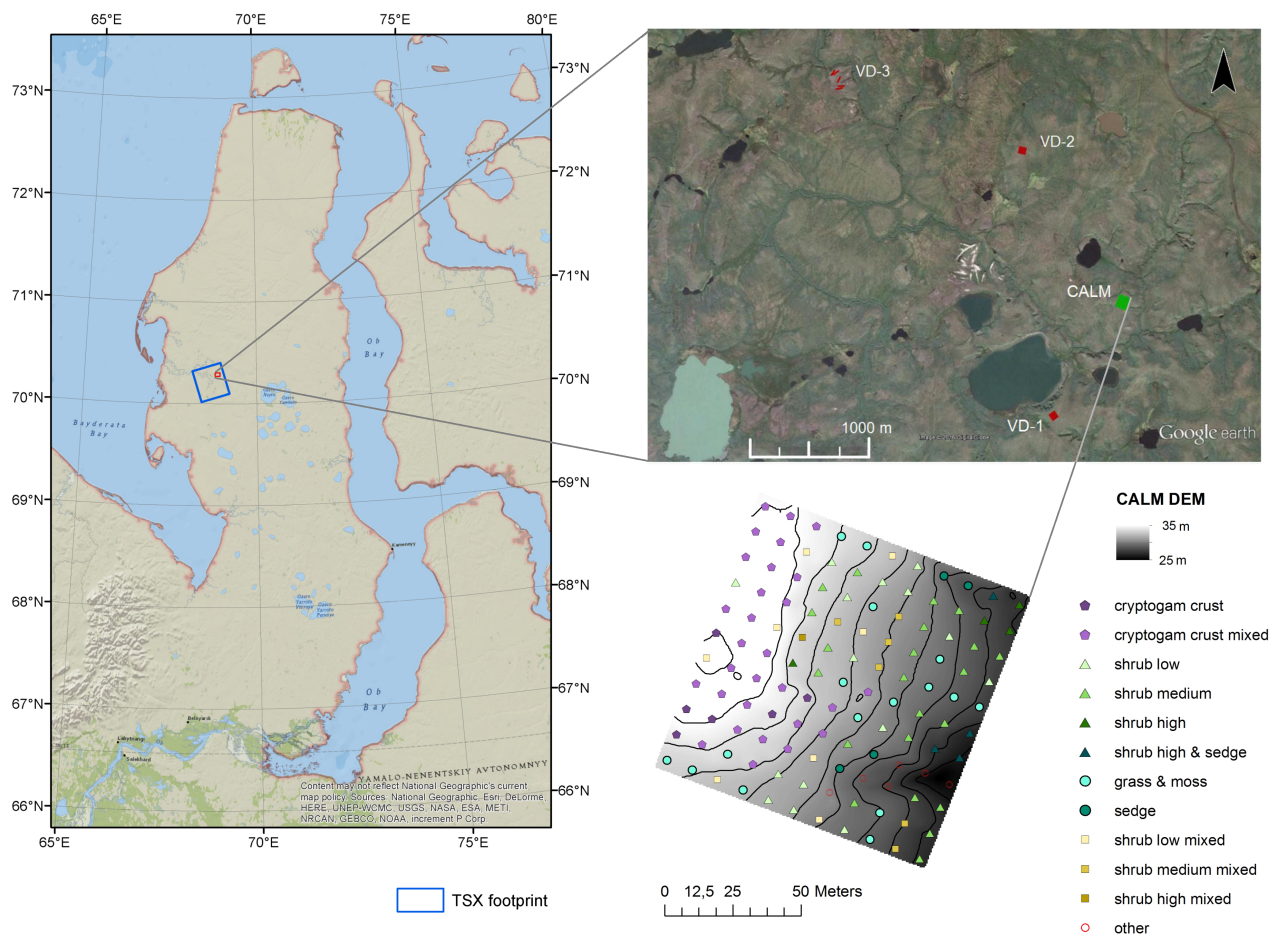 65°E 70°E 75°E 80°E
73°N
73°N
72°N
72°N
71°N
71°N
70°N
70°N
69°N
69°N
68°N
68°N
67°N
67°N
66°N
66°N
65°E 70°E 75°E
Ob
Bay
Bayderata
Bay
Kamennyy
Ob
Bay
Beloyarsk
Labytnangi
Salekhard
YAMALO-NENENTSKIY AVTONOMNYY
Content may not reflect National Geographic's current
map policy. Sources: National Geographic, Esri, DeLorme,
HERE, UNEP-WCMC, USGS, NASA, ESA, METI,
NRCAN, GEBCO, NOAA, increment P Corp.
TSX footprint
VD-3
VD-2
CALM
VD-1
1000 m
Google earth
CALM DEM
35 m
25 m
cryptogam crust
cryptogam crust mixed
shrub low
shrub medium
shrub high
shrub high & sedge
grass & moss
sedge
shrub low mixed
shrub medium mixed
shrub high mixed
other
0 12,5 25 50 Meters